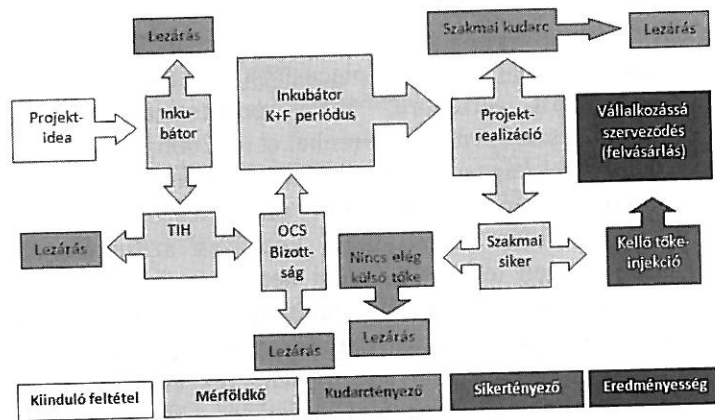 Lezárás
Szakmai kudarc
Lezárás
Projekt-
idea
Inku-
bátor
Inkubátor
K+F periódus
Projekt-
realizáció
Vállalkozássá
szerveződés
(felvásárlás)
Lezárás
TIH
OCS
Bizott-
ság
Nincs elég
külső tőke
Szakmai
siker
Kellő tőke-
injekció
Lezárás
Lezárás
Kiinduló feltétel
Mérföldkő
Kudarctényező
Sikertényező
Eredményesség